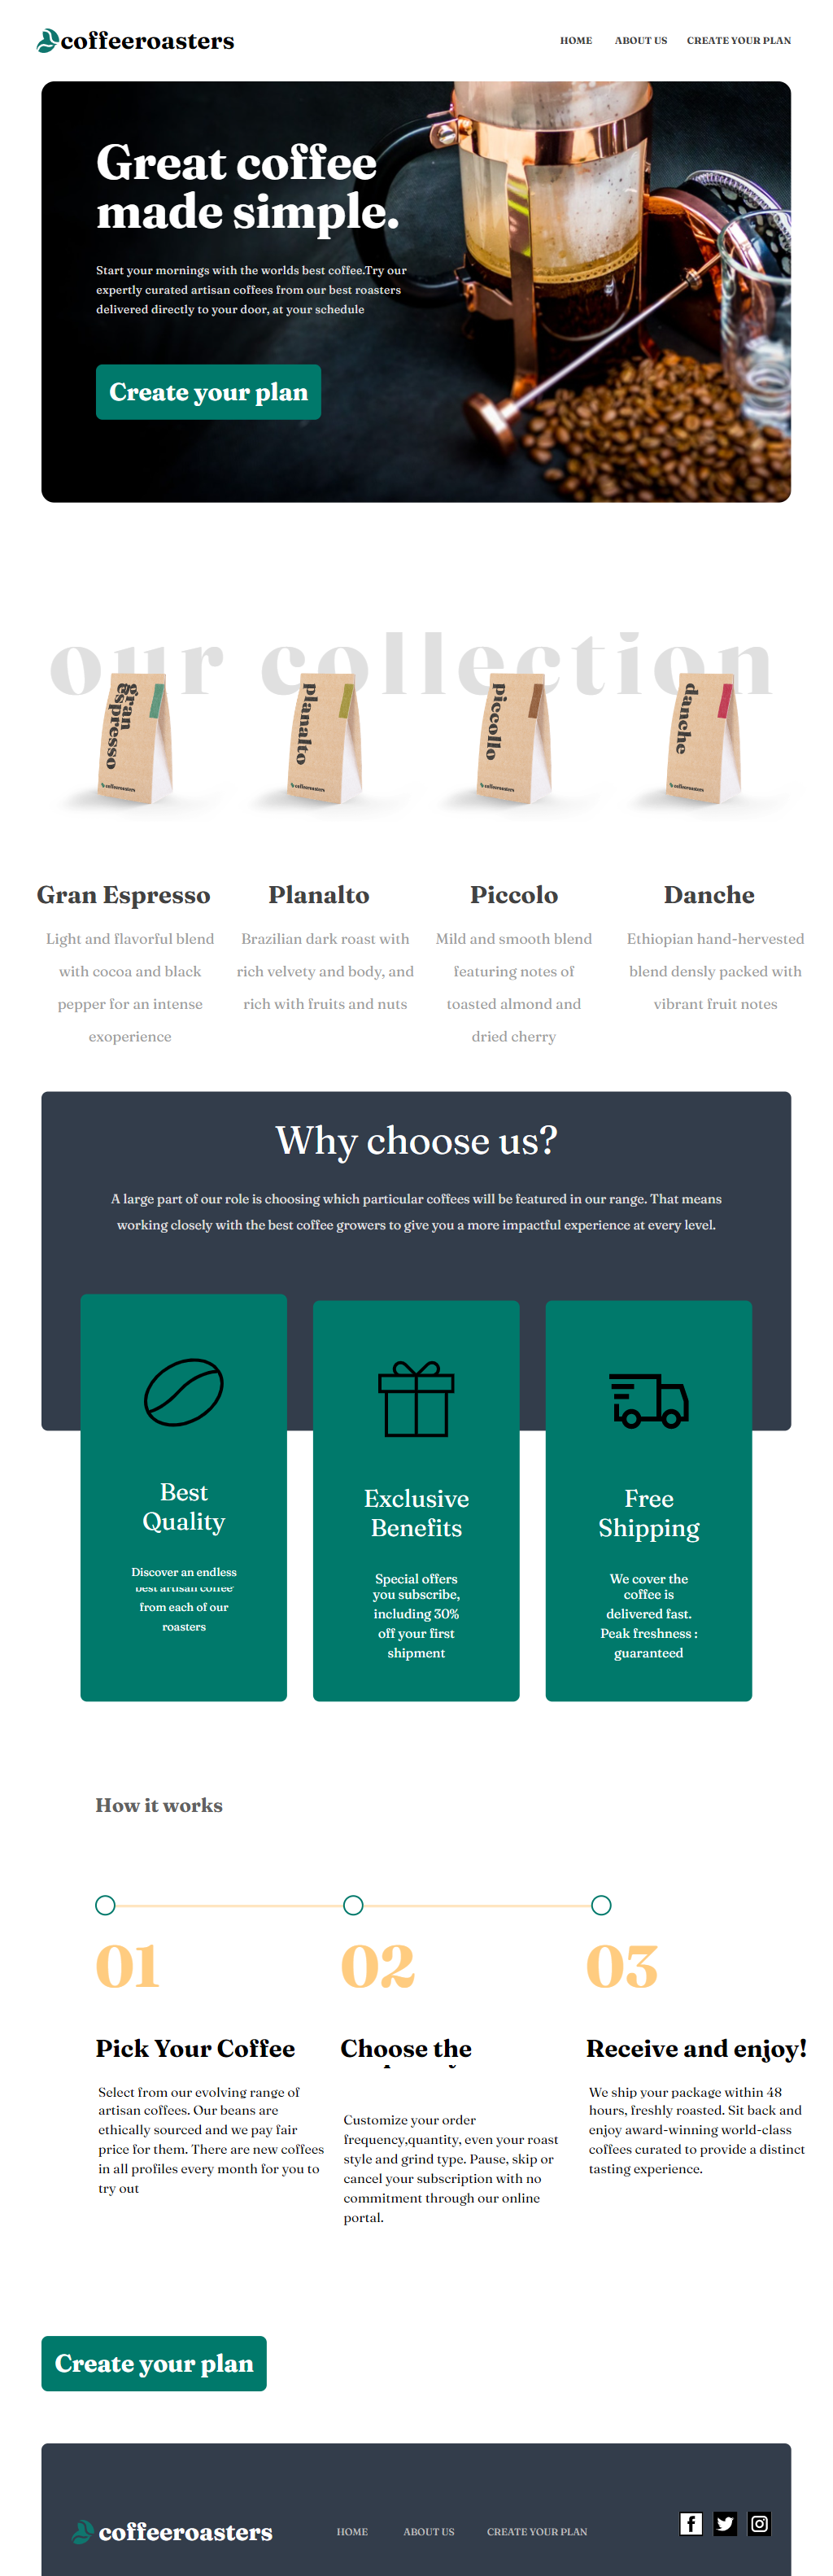 coffeeroasters
HOME ABOUT US CREATE YOUR PLAN
Great coffee
made simple.
Start your mornings with the worlds best coffee.Try our
expertly curated artisan coffees from our best roasters
delivered directly to your door, at your schedule
Create your plan
our collection
gran
espresso
coffeeroasters
planalto
coffeeroasters
piccollo
coffeeroasters
danche
coffeeroasters
Gran Espresso
Light and flavorful blend
with cocoa and black
pepper for an intense
exoperience
Planalto
Brazilian dark roast with
rich velvety and body, and
rich with fruits and nuts
Piccolo
Mild and smooth blend
featuring notes of
toasted almond and
dried cherry
Danche
Ethiopian hand-hervested
blend densly packed with
vibrant fruit notes
Why choose us?
A large part of our role is choosing which particular coffees will be featured in our range. That means
working closely with the best coffee growers to give you a more impactful experience at every level.
Best
Quality
Discover an endless
best artisan coffee
from each of our
roasters
Exclusive
Benefits
Special offers
you subscribe,
including 30%
off your first
shipment
Free
Shipping
We cover the
coffee is
delivered fast.
Peak freshness :
guaranteed
How it works
01
Pick Your Coffee
Select from our evolving range of
artisan coffees. Our beans are
ethically sourced and we pay fair
price for them. There are new coffees
in all profiles every month for you to
try out
02
Choose the
Customize your order
frequency,quantity, even your roast
style and grind type. Pause, skip or
cancel your subscription with no
commitment through our online
portal.
03
Receive and enjoy!
We ship your package within 48
hours, freshly roasted. Sit back and
enjoy award-winning world-class
coffees curated to provide a distinct
tasting experience.
Create your plan
coffeeroasters
HOME ABOUT US CREATE YOUR PLAN